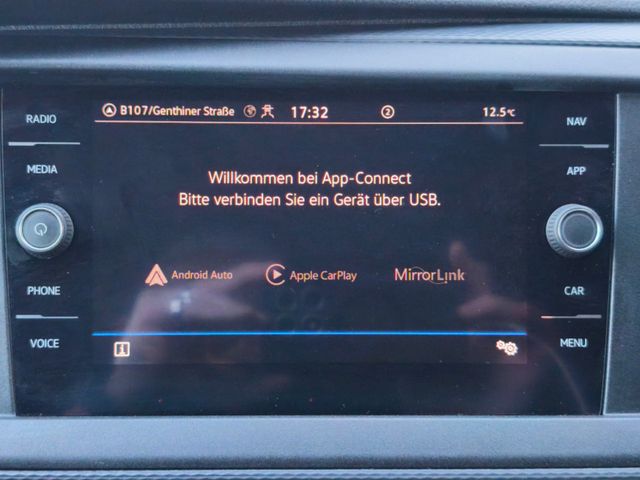 RADIO
MEDIA
PHONE
VOICE
B107/Genthiner Straße 17:32 2 12.5°C
Willkommen bei App-Connect
Bitte verbinden Sie ein Gerät über USB.
Android Auto Apple CarPlay MirrorLink
NAV
APP
CAR
MENU